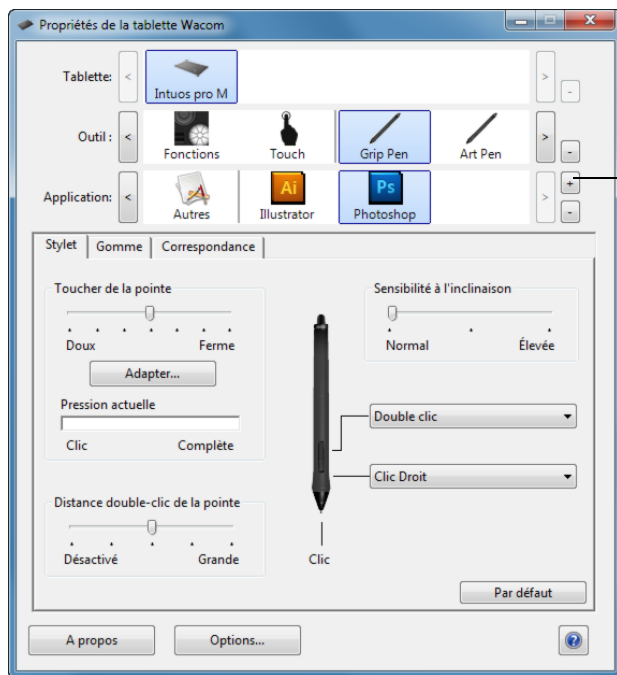 Propriétés de la tablette Wacom
Tablette: < Intuos pro M > -
Outil : < Fonctions Touch Grip Pen Art Pen > -
Application: < Autres Ai Illustrator Ps Photoshop > + -
Stylet Gomme Correspondance
Toucher de la pointe
Doux Ferme
Adapter...
Pression actuelle
Clic Complète
Distance double-clic de la pointe
Désactivé Grande
Sensibilité à l'inclinaison
Normal Élevée
Double clic
Clic Droit
Clic
Par défaut
A propos Options... ?